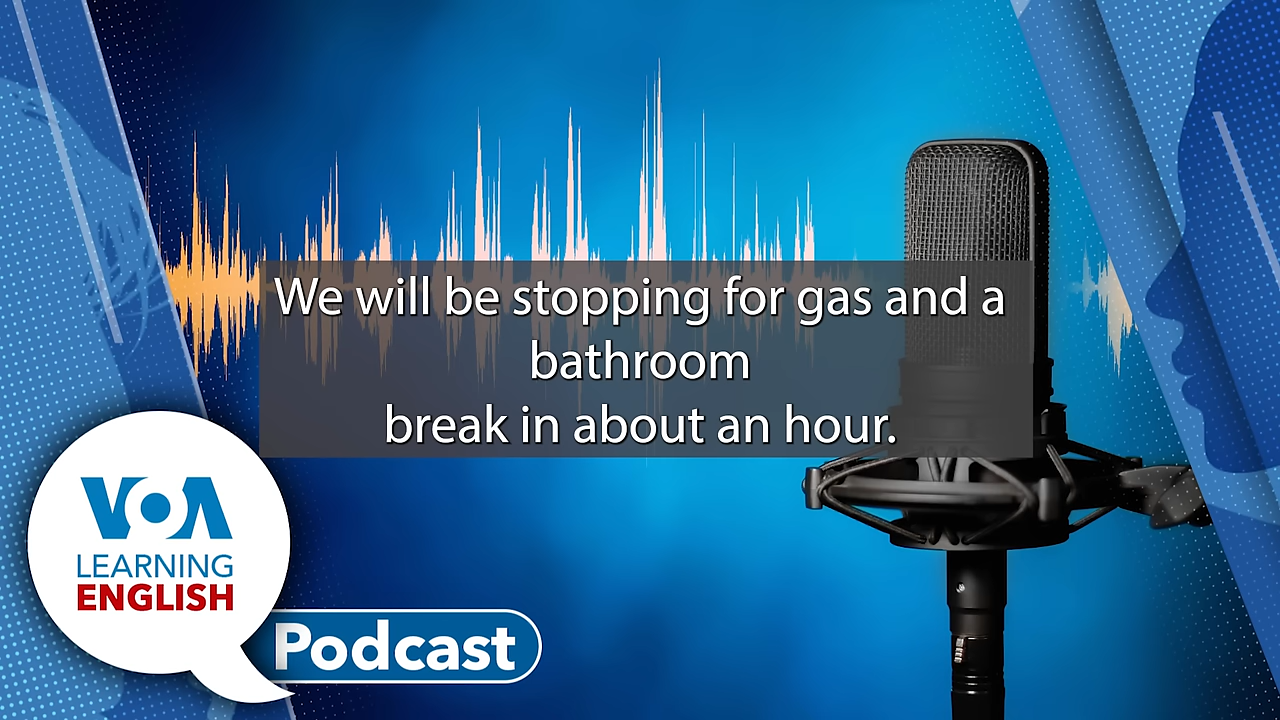 We will be stopping for gas and a
bathroom
break in about an hour.
VOA
LEARNING
ENGLISH
Podcast